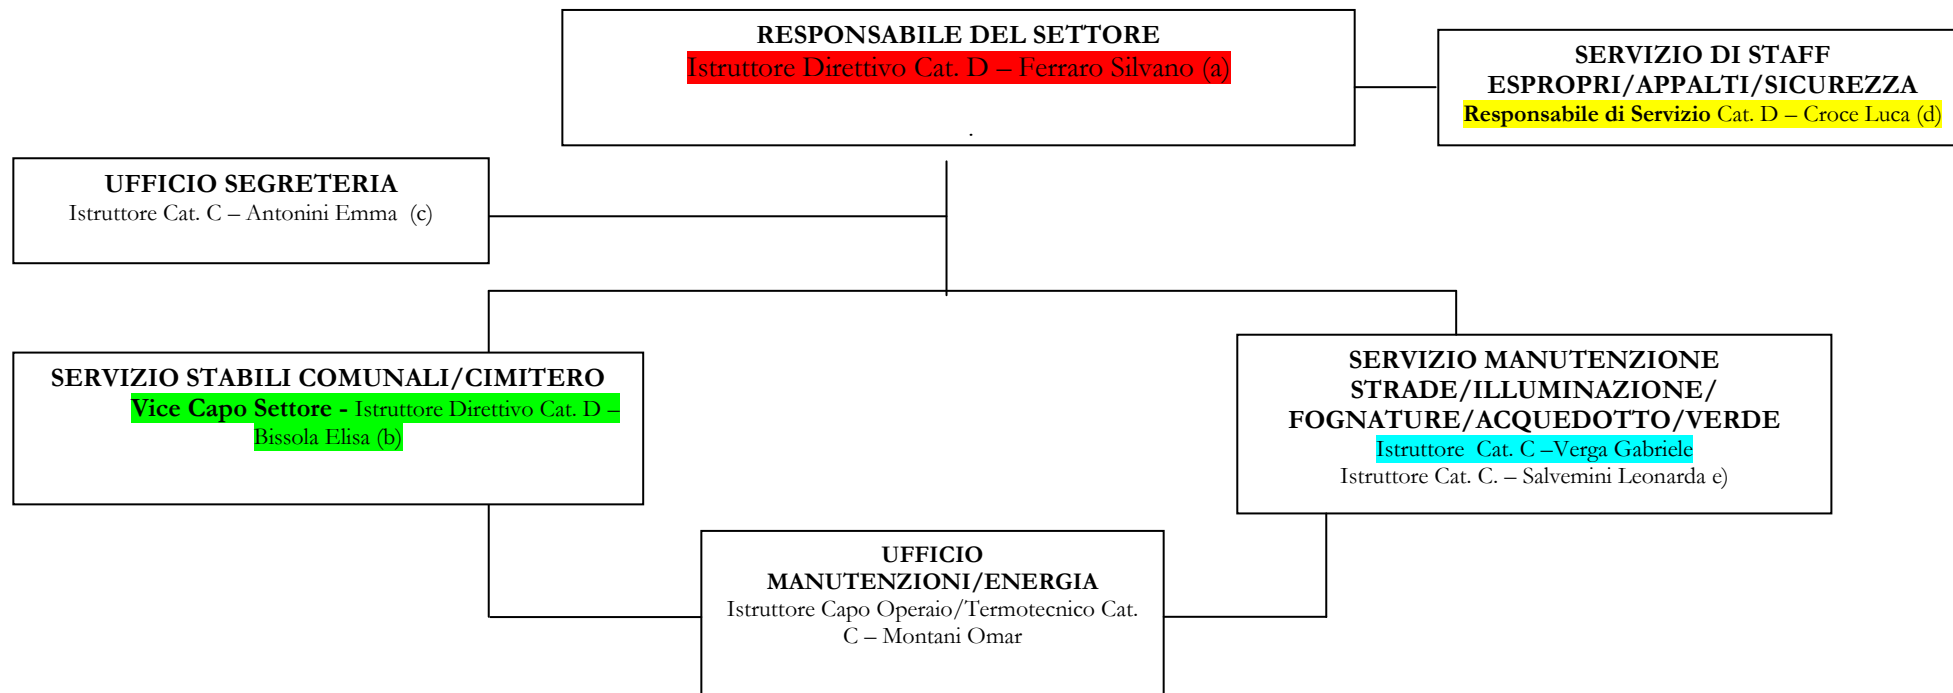 RESPONSABILE DEL SETTORE
Istruttore Direttivo Cat. D – Ferraro Silvano (a)
.
SERVIZIO DI STAFF
ESPROPRI/APPALTI/SICUREZZA
Responsabile di Servizio Cat. D – Croce Luca (d)
UFFICIO SEGRETERIA
Istruttore Cat. C – Antonini Emma (c)
SERVIZIO STABILI COMUNALI/CIMITERO
Vice Capo Settore - Istruttore Direttivo Cat. D –
Bissola Elisa (b)
SERVIZIO MANUTENZIONE
STRADE/ILLUMINAZIONE/
FOGNATURE/ACQUEDOTTO/VERDE
Istruttore Cat. C –Verga Gabriele
Istruttore Cat. C. – Salvemini Leonarda e)
UFFICIO
MANUTENZIONI/ENERGIA
Istruttore Capo Operaio/Termotecnico Cat.
C – Montani Omar